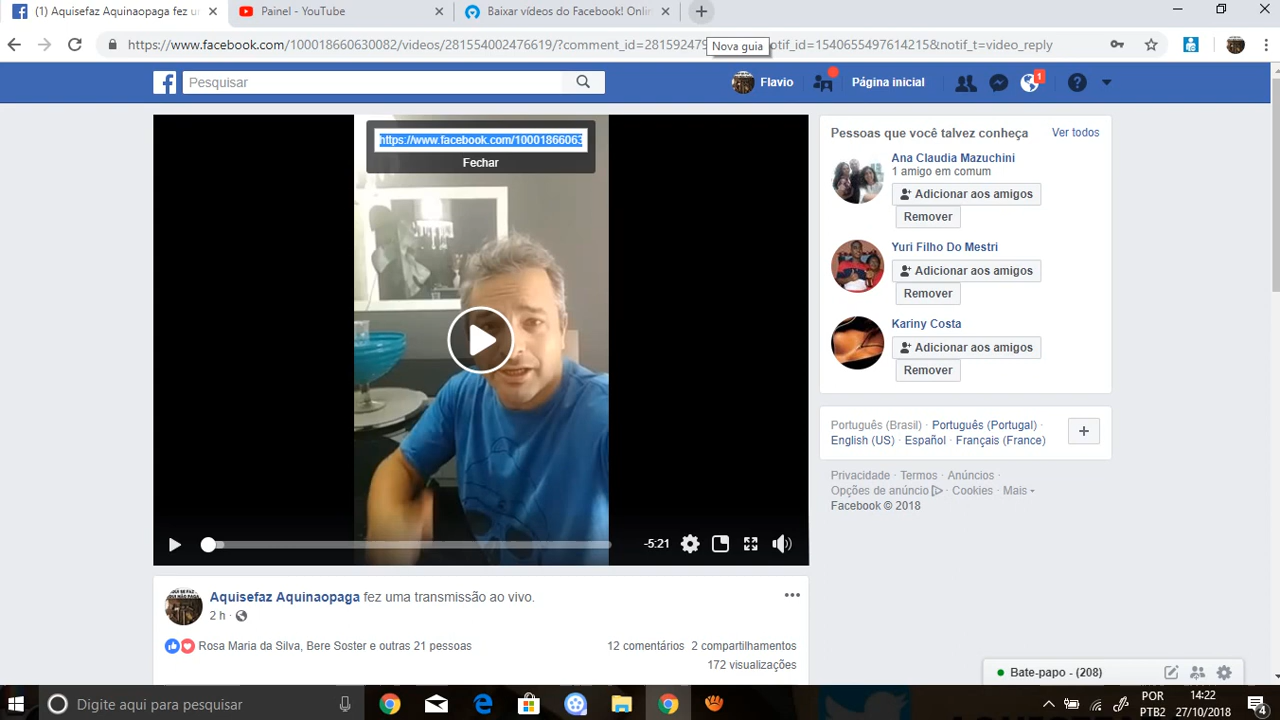 (1) Aquisefaz Aquinaopaga fez um
Painel - YouTube
Baixar vídeos do Facebook! Onli
https://www.facebook.com/100018660630082/videos/281554002476619/?comment_id=281592479 notif_id=1540655497614215&notif_t=video_reply
Nova guia
Pesquisar
Flavio
Página inicial
1
https://www.facebook.com/10001866063
Fechar
-5:21
Aquisefaz Aquinaopaga fez uma transmissão ao vivo.
2 h ·
Rosa Maria da Silva, Bere Soster e outras 21 pessoas
12 comentários 2 compartilhamentos
172 visualizações
Pessoas que você talvez conheça
Ver todos
Ana Claudia Mazuchini
1 amigo em comum
Adicionar aos amigos
Remover
Yuri Filho Do Mestri
Adicionar aos amigos
Remover
Kariny Costa
Adicionar aos amigos
Remover
Português (Brasil) · Português (Portugal) ·
English (US) · Español · Français (France)
Privacidade · Termos · Anúncios ·
Opções de anúncio · Cookies · Mais
Facebook © 2018
Bate-papo - (208)
Digite aqui para pesquisar
POR
PTB2
14:22
27/10/2018
4